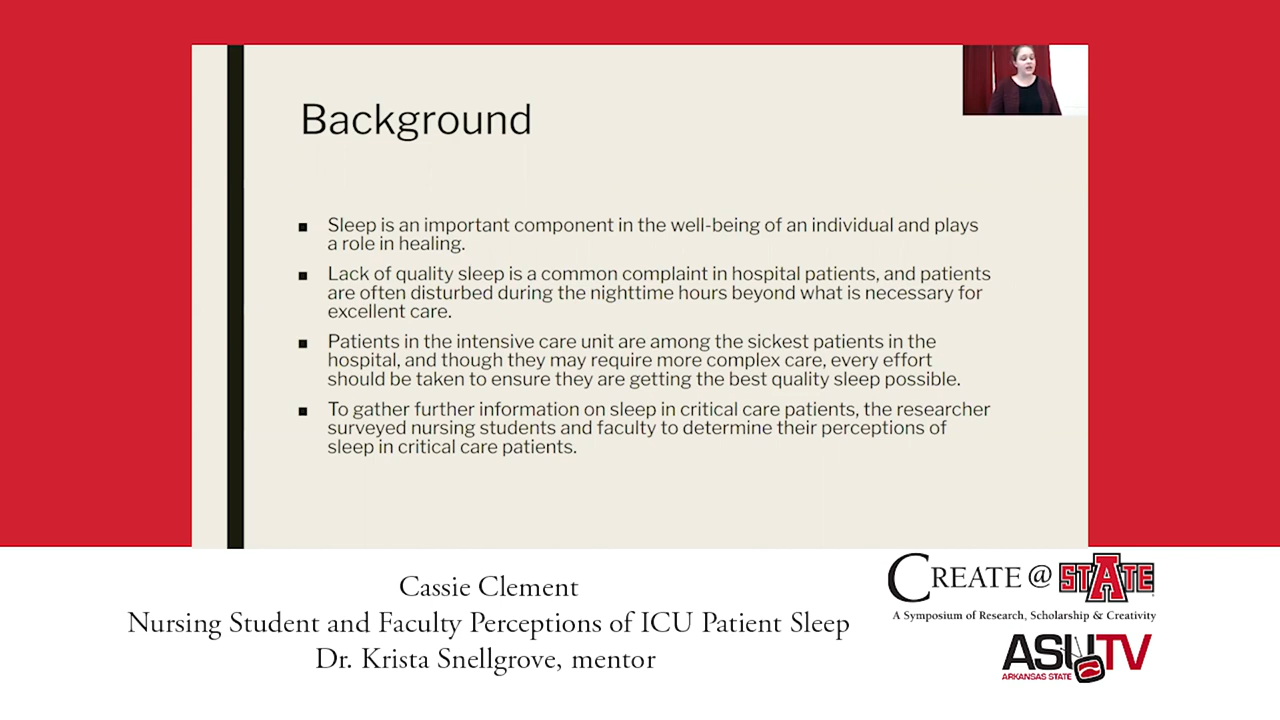 Background
■ Sleep is an important component in the well-being of an individual and plays
a role in healing.
■ Lack of quality sleep is a common complaint in hospital patients, and patients
are often disturbed during the nighttime hours beyond what is necessary for
excellent care.
■ Patients in the intensive care unit are among the sickest patients in the
hospital, and though they may require more complex care, every effort
should be taken to ensure they are getting the best quality sleep possible.
■ To gather further information on sleep in critical care patients, the researcher
surveyed nursing students and faculty to determine their perceptions of
sleep in critical care patients.
Cassie Clement
Nursing Student and Faculty Perceptions of ICU Patient Sleep
Dr. Krista Snellgrove, mentor
CREATE @ STATE
A Symposium of Research, Scholarship & Creativity
ASUTV
ARKANSAS STATE